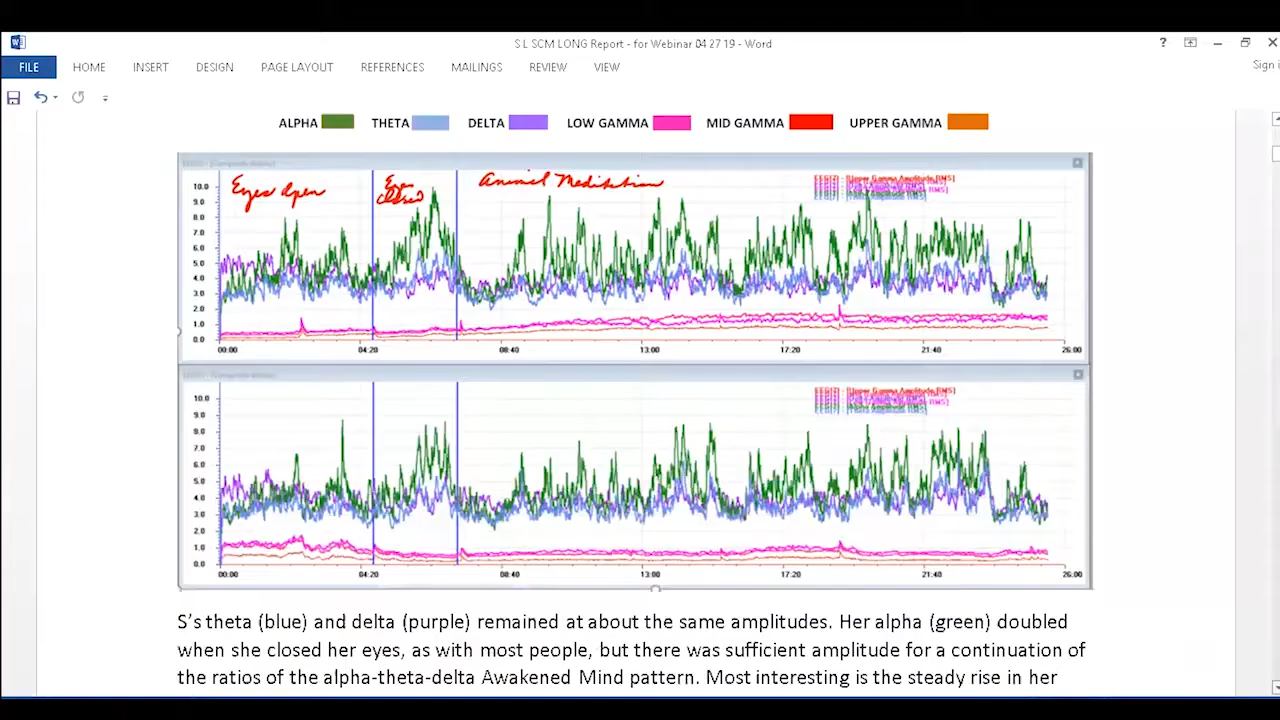 S L SCM LONG Report - for Webinar 04 27 19 - Word
?
Sign i
FILE HOME INSERT DESIGN PAGE LAYOUT REFERENCES MAILINGS REVIEW VIEW
ALPHA THETA DELTA LOW GAMMA MID GAMMA UPPER GAMMA
Eyes Open
Eyes closed
Animal Meditation
10.0
9.0
8.0
7.0
6.0
5.0
4.0
3.0
2.0
1.0
0.0
00:00 04:20 08:40 13:00 17:20 21:40 26:00
10.0
9.0
8.0
7.0
6.0
5.0
4.0
3.0
2.0
1.0
0.0
00:00 04:20 08:40 13:00 17:20 21:40 26:00
S’s theta (blue) and delta (purple) remained at about the same amplitudes. Her alpha (green) doubled
when she closed her eyes, as with most people, but there was sufficient amplitude for a continuation of
the ratios of the alpha-theta-delta Awakened Mind pattern. Most interesting is the steady rise in her